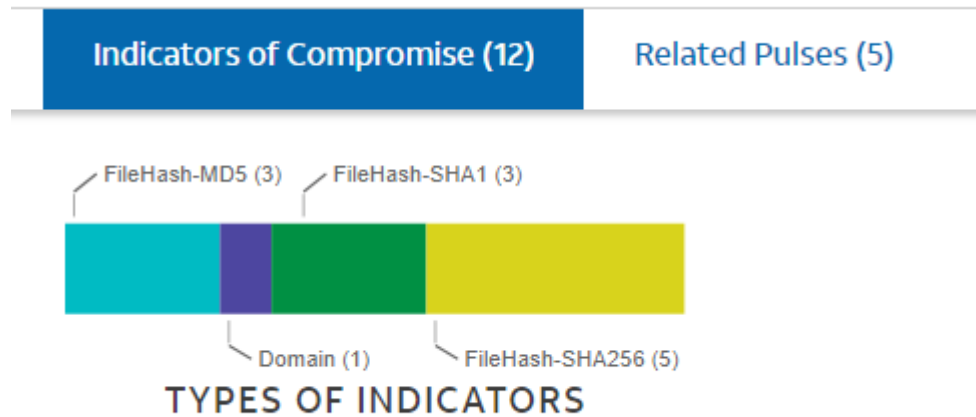 Indicators of Compromise (12)
Related Pulses (5)
FileHash-MD5 (3)
FileHash-SHA1 (3)
Domain (1)
FileHash-SHA256 (5)
TYPES OF INDICATORS